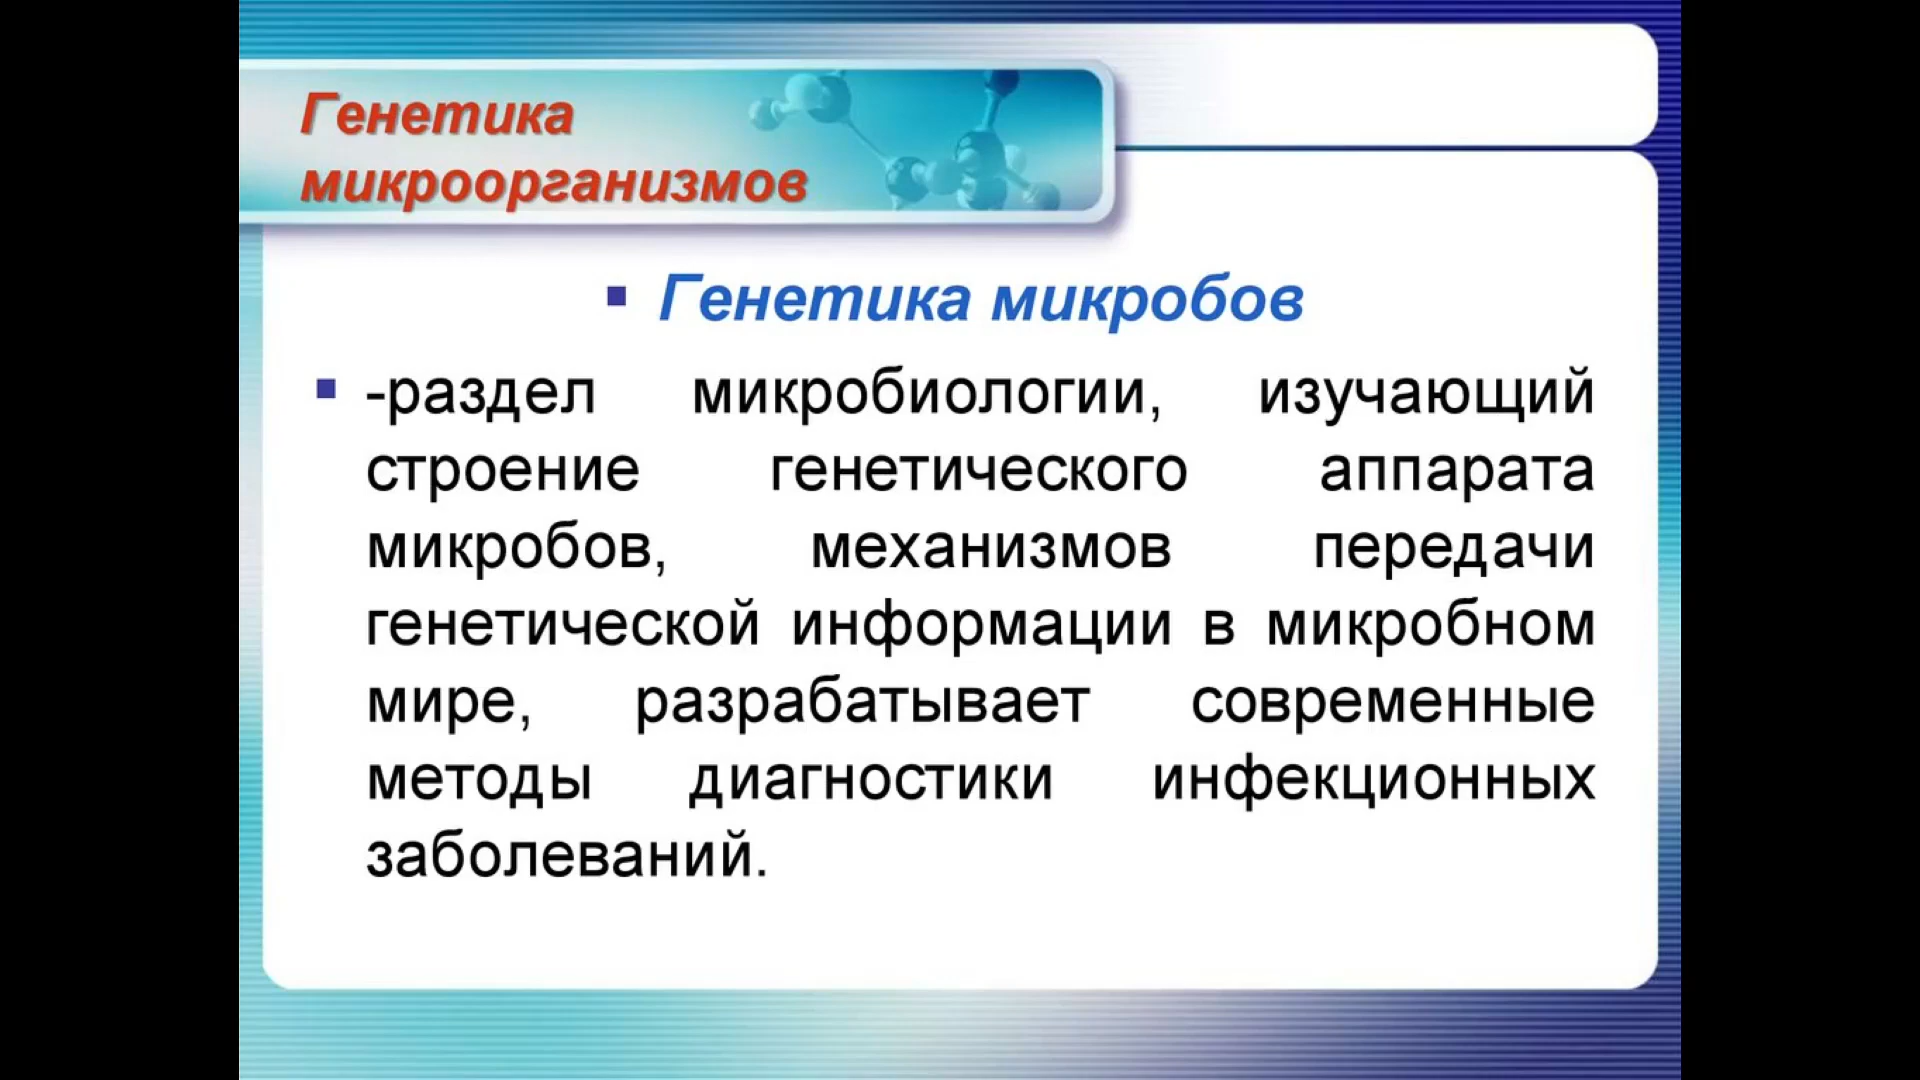 Генетика
микроорганизмов
▪ Генетика микробов
▪ -раздел микробиологии, изучающий
строение генетического аппарата
микробов, механизмов передачи
генетической информации в микробном
мире, разрабатывает современные
методы диагностики инфекционных
заболеваний.